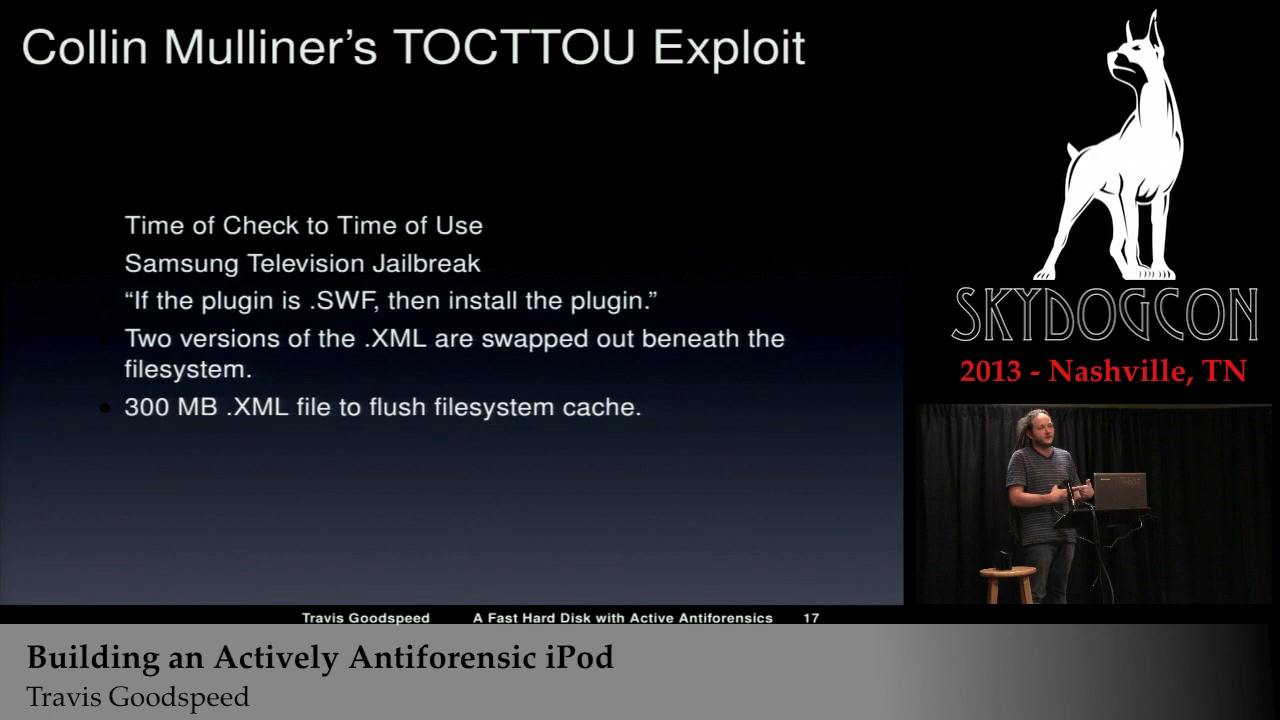 Collin Mulliner's TOCTTOU Exploit
Time of Check to Time of Use
Samsung Television Jailbreak
“If the plugin is .SWF, then install the plugin.”
Two versions of the .XML are swapped out beneath the
filesystem.
300 MB .XML file to flush filesystem cache.
Travis Goodspeed A Fast Hard Disk with Active Antiforensics 17
SKYDOGCON
2013 - Nashville, TN
Building an Actively Antiforensic iPod
Travis Goodspeed